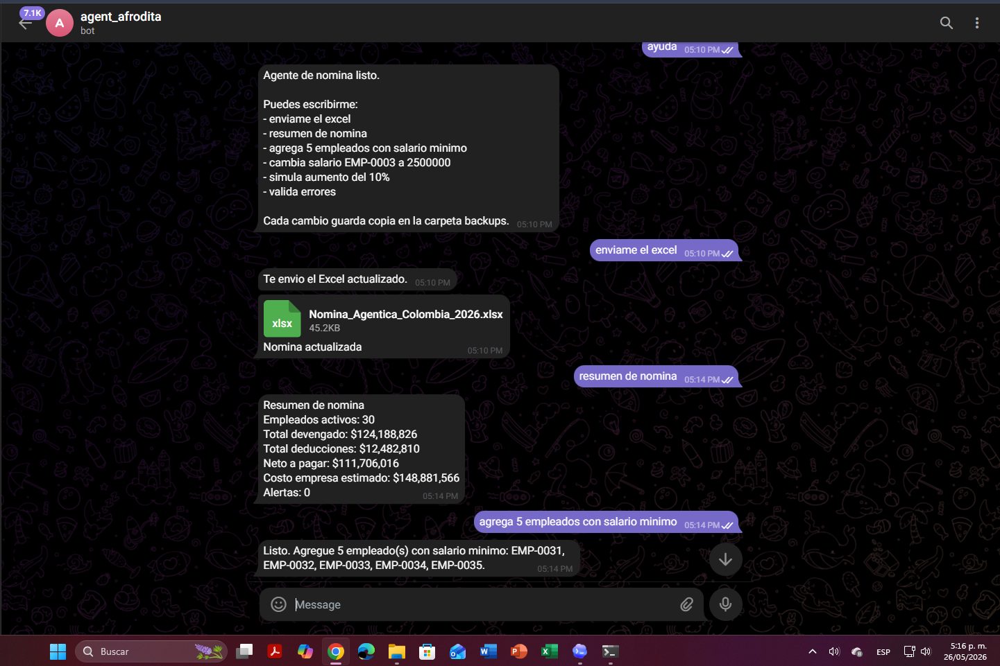 7.1K
A
agent_afrodita
bot
ayuda 05:10 PM
Agente de nomina listo.
Puedes escribirme:
- enviame el excel
- resumen de nomina
- agrega 5 empleados con salario minimo
- cambia salario EMP-0003 a 2500000
- simula aumento del 10%
- valida errores
Cada cambio guarda copia en la carpeta backups. 05:10 PM
enviame el excel 05:10 PM
Te envio el Excel actualizado. 05:10 PM
xlsx
Nomina_Agentica_Colombia_2026.xlsx
45.2KB
Nomina actualizada
05:10 PM
resumen de nomina 05:14 PM
Resumen de nomina
Empleados activos: 30
Total devengado: $124,188,826
Total deducciones: $12,482,810
Neto a pagar: $111,706,016
Costo empresa estimado: $148,881,566
Alertas: 0
05:14 PM
agrega 5 empleados con salario minimo 05:14 PM
Listo. Agregue 5 empleado(s) con salario minimo: EMP-0031,
EMP-0032, EMP-0033, EMP-0034, EMP-0035. 05:14 PM
Message
Buscar
ESP
5:16 p. m.
26/05/2026